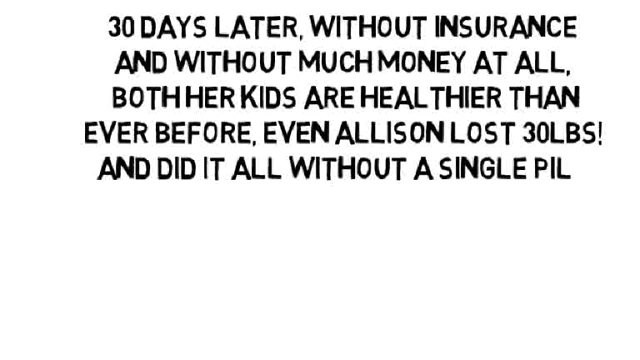 30 DAYS LATER, WITHOUT INSURANCE
AND WITHOUT MUCH MONEY AT ALL,
BOTH HER KIDS ARE HEALTHIER THAN
EVER BEFORE, EVEN ALLISON LOST 30LBS!
AND DID IT ALL WITHOUT A SINGLE PIL